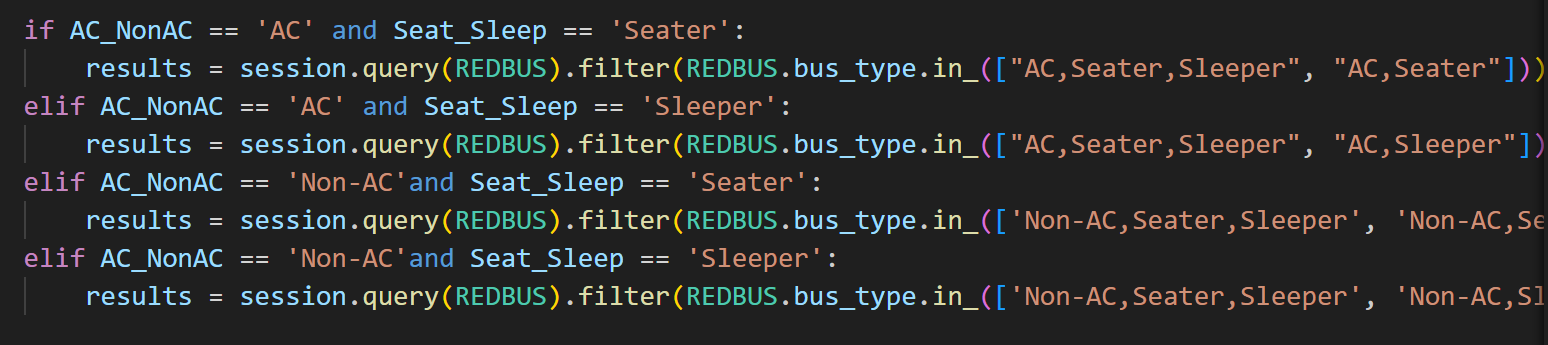 if AC_NonAC == 'AC' and Seat_Sleep == 'Seater':
    results = session.query(REDBUS).filter(REDBUS.bus_type.in_(["AC,Seater,Sleeper", "AC,Seater"]))
elif AC_NonAC == 'AC' and Seat_Sleep == 'Sleeper':
    results = session.query(REDBUS).filter(REDBUS.bus_type.in_(["AC,Seater,Sleeper", "AC,Sleeper"])
elif AC_NonAC == 'Non-AC'and Seat_Sleep == 'Seater':
    results = session.query(REDBUS).filter(REDBUS.bus_type.in_(['Non-AC,Seater,Sleeper', 'Non-AC,Se
elif AC_NonAC == 'Non-AC'and Seat_Sleep == 'Sleeper':
    results = session.query(REDBUS).filter(REDBUS.bus_type.in_(['Non-AC,Seater,Sleeper', 'Non-AC,Sl